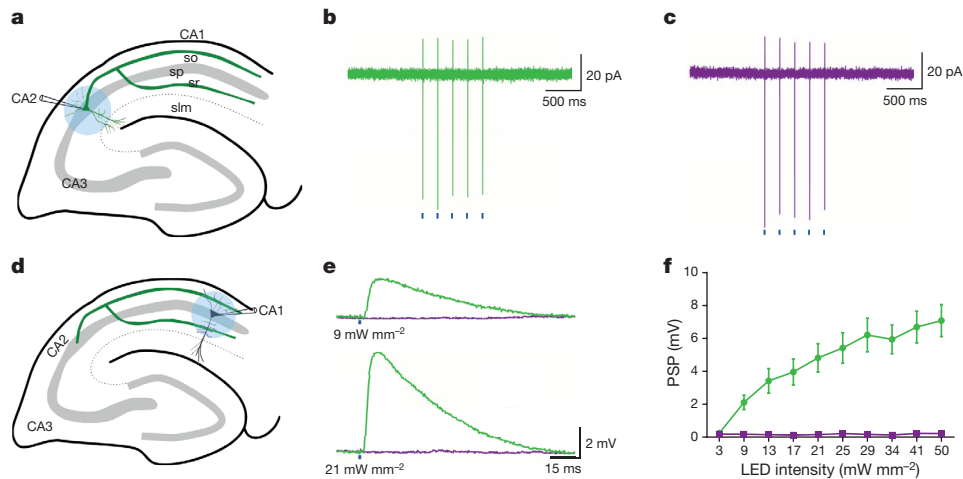 a
CA1
so
sp
sr
slm
CA2
CA3
b
20 pA
500 ms
c
20 pA
500 ms
d
CA1
CA2
CA3
e
9 mW mm⁻²
21 mW mm⁻²
2 mV
15 ms
f
PSP (mV)
10
8
6
4
2
0
3 9 13 17 21 25 29 34 41 50
LED intensity (mW mm⁻²)